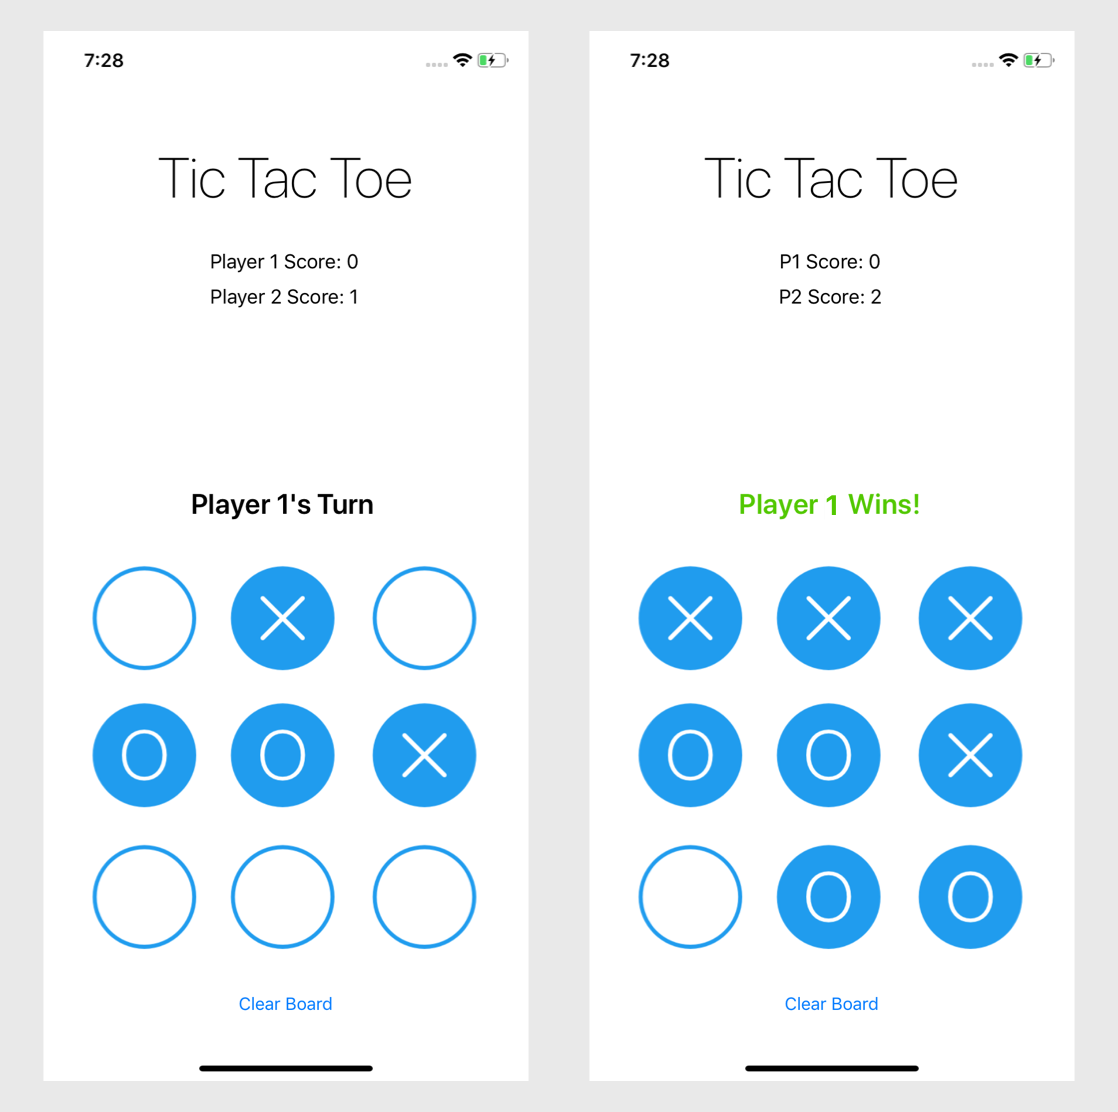 7:28
Tic Tac Toe
Player 1 Score: 0
Player 2 Score: 1
Player 1's Turn
X
O O X
Clear Board
7:28
Tic Tac Toe
P1 Score: 0
P2 Score: 2
Player 1 Wins!
X X X
O O X
O O
Clear Board